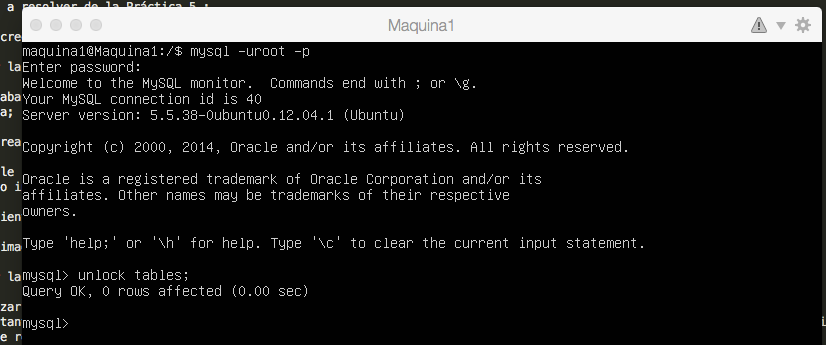 a resolver de la Práctica 5 :
Maquina1
cre
maquina1@Maquina1:/$ mysql -uroot -p
la
Enter password:
Welcome to the MySQL monitor.  Commands end with ; or \g.
aba
Your MySQL connection id is 40
a;
Server version: 5.5.38-0ubuntu0.12.04.1 (Ubuntu)
rea
Copyright (c) 2000, 2014, Oracle and/or its affiliates. All rights reserved.
le
Oracle is a registered trademark of Oracle Corporation and/or its
o i
affiliates. Other names may be trademarks of their respective
ien
owners.
ima
Type 'help;' or '\h' for help. Type '\c' to clear the current input statement.
la
mysql> unlock tables;
Query OK, 0 rows affected (0.00 sec)
zar
tan
mysql>
i
e r